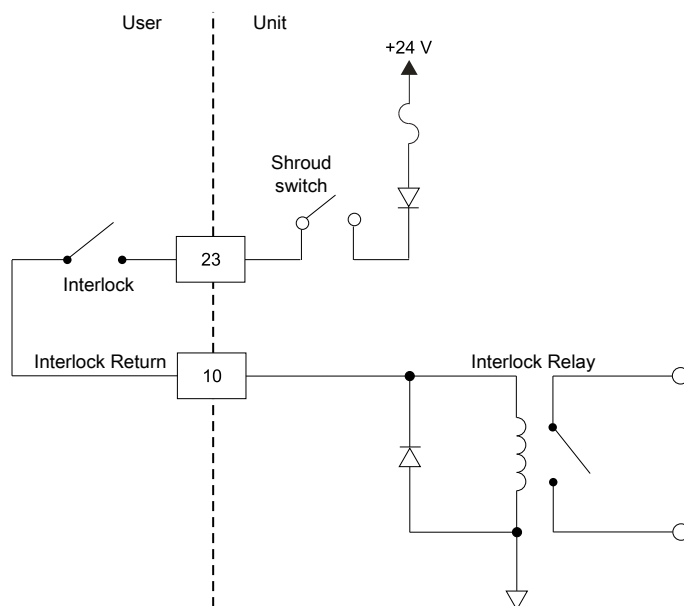 User
Unit
+24 V
Shroud
switch
23
Interlock
Interlock Return
10
Interlock Relay